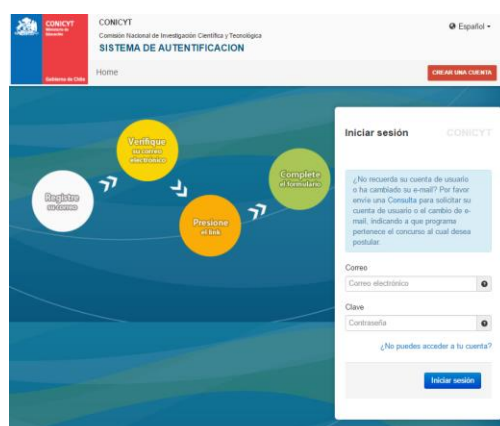 CONICYT
Ministerio de
Educación
Gobierno de Chile
CONICYT
Comisión Nacional de Investigación Científica y Tecnológica
SISTEMA DE AUTENTIFICACION
Español
Home
CREAR UNA CUENTA
Registre
su correo
Verifique
su correo
electrónico
Presione
el link
Complete
el formulario
Iniciar sesión
CONICYT
¿No recuerda su cuenta de usuario
o ha cambiado su e-mail? Por favor
envíe una Consulta para solicitar su
cuenta de usuario o el cambio de e-
mail, indicando a que programa
pertenece el concurso al cual desea
postular.
Correo
Correo electrónico
Clave
Contraseña
¿No puedes acceder a tu cuenta?
Iniciar sesión